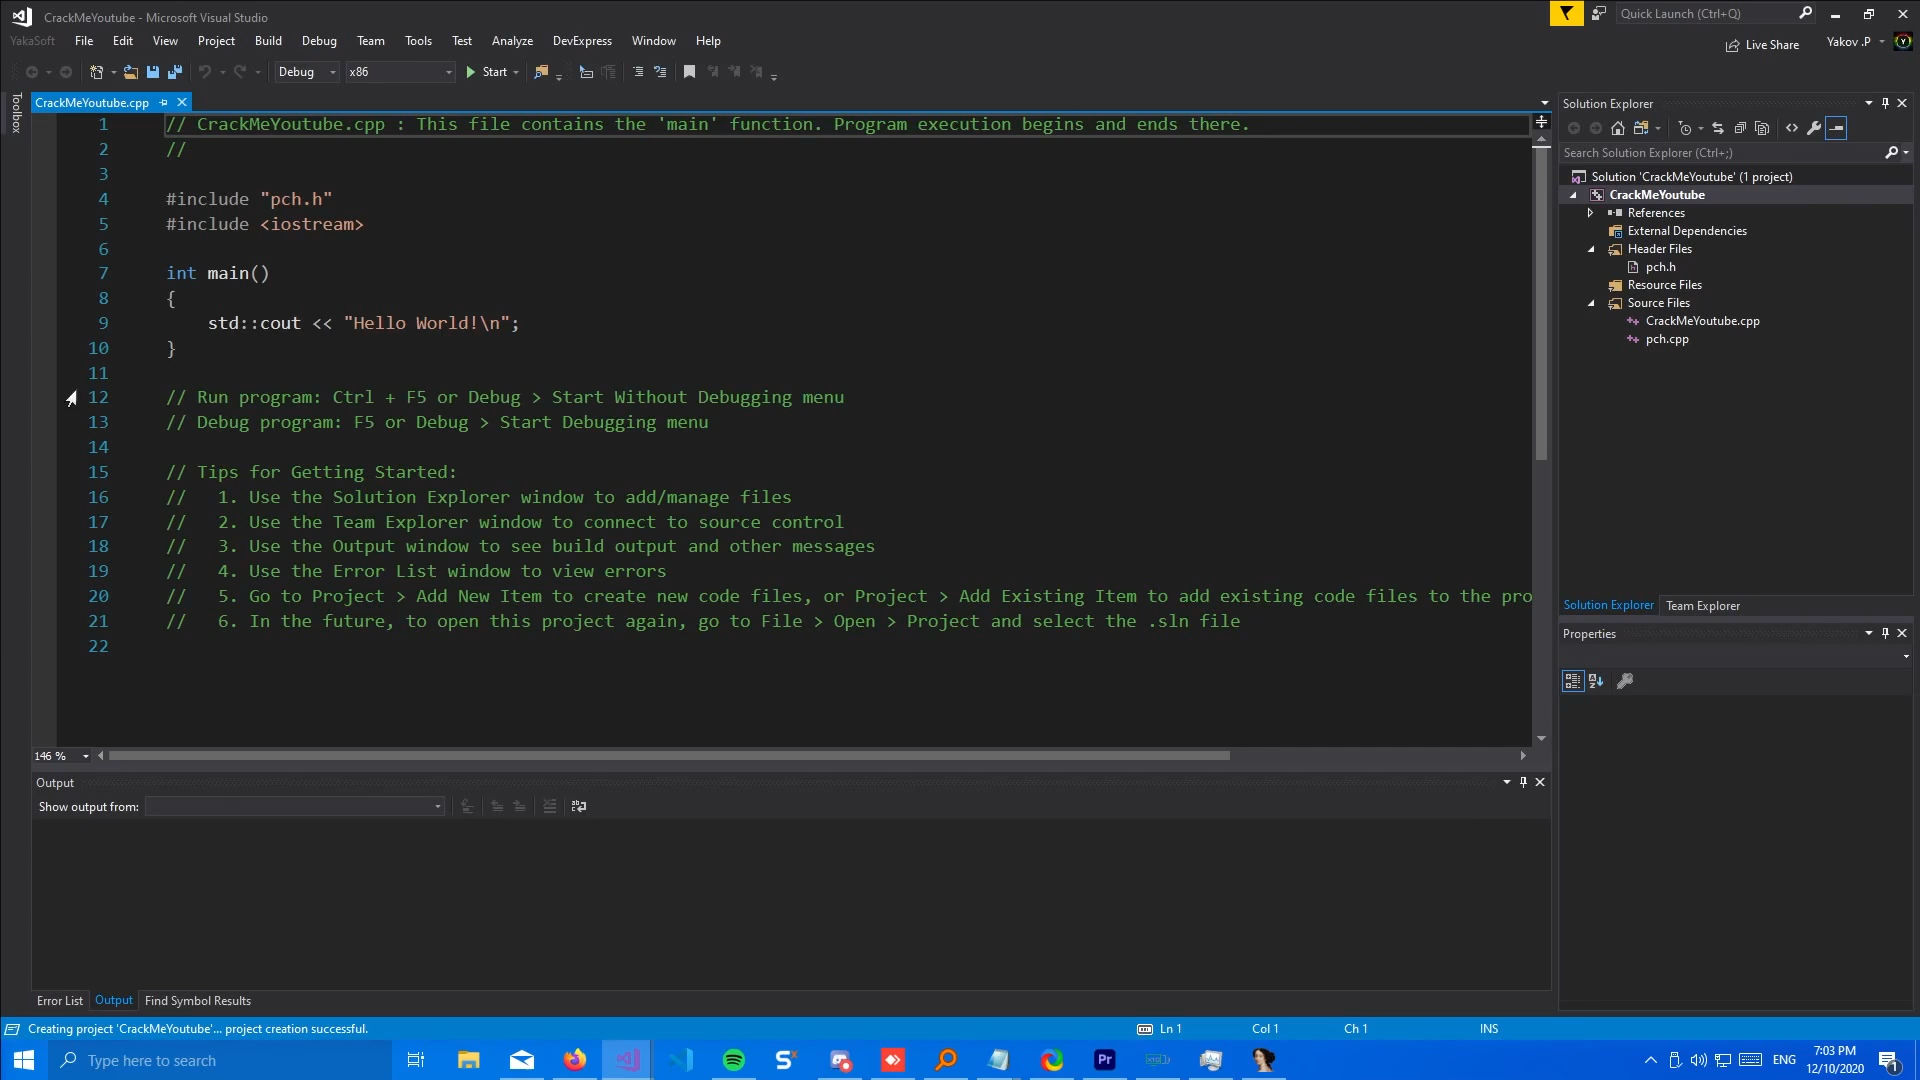 CrackMeYoutube - Microsoft Visual Studio
Quick Launch (Ctrl+Q)
YakaSoft File Edit View Project Build Debug Team Tools Test Analyze DevExpress Window Help
Live Share Yakov .P
Debug x86 Start
Toolbox
CrackMeYoutube.cpp
1 // CrackMeYoutube.cpp : This file contains the 'main' function. Program execution begins and ends there.
2 //
3
4 #include "pch.h"
5 #include <iostream>
6
7 int main()
8 {
9 std::cout << "Hello World!\n";
10 }
11
12 // Run program: Ctrl + F5 or Debug > Start Without Debugging menu
13 // Debug program: F5 or Debug > Start Debugging menu
14
15 // Tips for Getting Started:
16 // 1. Use the Solution Explorer window to add/manage files
17 // 2. Use the Team Explorer window to connect to source control
18 // 3. Use the Output window to see build output and other messages
19 // 4. Use the Error List window to view errors
20 // 5. Go to Project > Add New Item to create new code files, or Project > Add Existing Item to add existing code files to the pro
21 // 6. In the future, to open this project again, go to File > Open > Project and select the .sln file
22
146 %
Output
Show output from:
Error List Output Find Symbol Results
Solution Explorer
Search Solution Explorer (Ctrl+;)
Solution 'CrackMeYoutube' (1 project)
CrackMeYoutube
References
External Dependencies
Header Files
pch.h
Resource Files
Source Files
CrackMeYoutube.cpp
pch.cpp
Solution Explorer Team Explorer
Properties
Creating project 'CrackMeYoutube'... project creation successful.
Ln 1 Col 1 Ch 1 INS
Type here to search
Pr
ENG
7:03 PM
12/10/2020
1